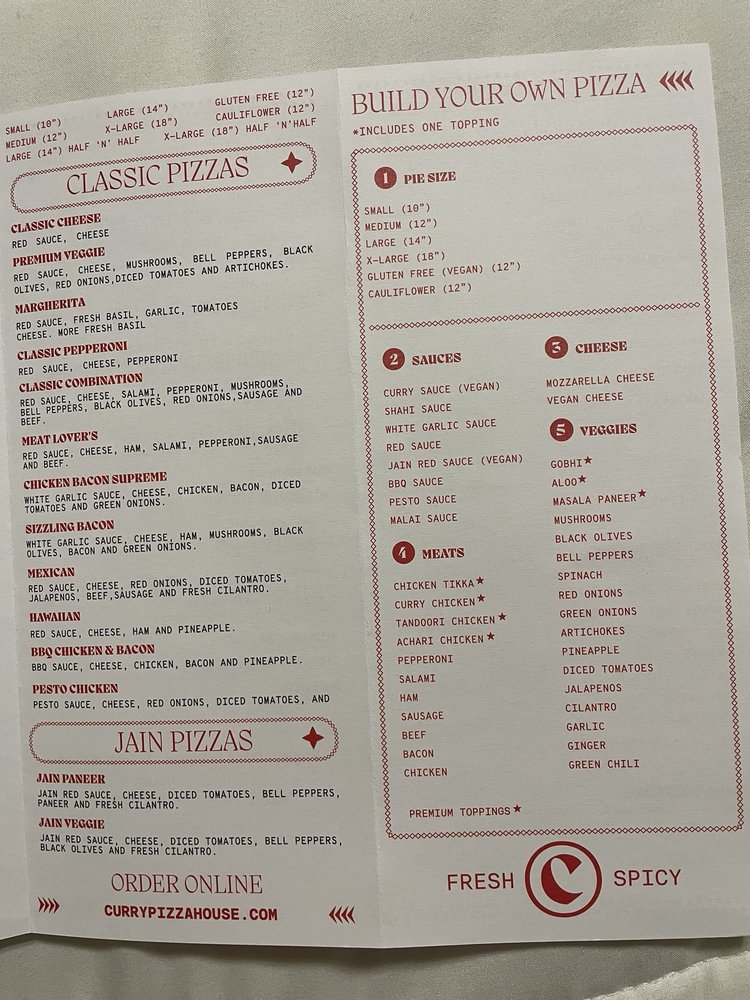 SMALL (10") LARGE (14") GLUTEN FREE (12")
MEDIUM (12") X-LARGE (18") CAULIFLOWER (12")
LARGE (14") HALF 'N' HALF X-LARGE (18") HALF 'N'HALF
CLASSIC PIZZAS
CLASSIC CHEESE
RED SAUCE, CHEESE
PREMIUM VEGGIE
RED SAUCE, CHEESE, MUSHROOMS, BELL PEPPERS, BLACK
OLIVES, RED ONIONS,DICED TOMATOES AND ARTICHOKES.
MARGHERITA
RED SAUCE, FRESH BASIL, GARLIC, TOMATOES
CHEESE. MORE FRESH BASIL
CLASSIC PEPPERONI
RED SAUCE, CHEESE, PEPPERONI
CLASSIC COMBINATION
RED SAUCE, CHEESE, SALAMI, PEPPERONI, MUSHROOMS,
BELL PEPPERS, BLACK OLIVES, RED ONIONS,SAUSAGE AND
BEEF.
MEAT LOVER'S
RED SAUCE, CHEESE, HAM, SALAMI, PEPPERONI,SAUSAGE
AND BEEF.
CHICKEN BACON SUPREME
WHITE GARLIC SAUCE, CHEESE, CHICKEN, BACON, DICED
TOMATOES AND GREEN ONIONS.
SIZZLING BACON
WHITE GARLIC SAUCE, CHEESE, HAM, MUSHROOMS, BLACK
OLIVES, BACON AND GREEN ONIONS.
MEXICAN
RED SAUCE, CHEESE, RED ONIONS, DICED TOMATOES,
JALAPENOS, BEEF,SAUSAGE AND FRESH CILANTRO.
HAWAIIAN
RED SAUCE, CHEESE, HAM AND PINEAPPLE.
BBQ CHICKEN & BACON
BBQ SAUCE, CHEESE, CHICKEN, BACON AND PINEAPPLE.
PESTO CHICKEN
PESTO SAUCE, CHEESE, RED ONIONS, DICED TOMATOES, AND
JAIN PIZZAS
JAIN PANEER
JAIN RED SAUCE, CHEESE, DICED TOMATOES, BELL PEPPERS,
PANEER AND FRESH CILANTRO.
JAIN VEGGIE
JAIN RED SAUCE, CHEESE, DICED TOMATOES, BELL PEPPERS,
BLACK OLIVES AND FRESH CILANTRO.
ORDER ONLINE
CURRYPIZZAHOUSE.COM
BUILD YOUR OWN PIZZA
*INCLUDES ONE TOPPING
1 PIE SIZE
SMALL (10")
MEDIUM (12")
LARGE (14")
X-LARGE (18")
GLUTEN FREE (VEGAN) (12")
CAULIFLOWER (12")
2 SAUCES
CURRY SAUCE (VEGAN)
SHAHI SAUCE
WHITE GARLIC SAUCE
RED SAUCE
JAIN RED SAUCE (VEGAN)
BBQ SAUCE
PESTO SAUCE
MALAI SAUCE
4 MEATS
CHICKEN TIKKA★
CURRY CHICKEN★
TANDOORI CHICKEN★
ACHARI CHICKEN★
PEPPERONI
SALAMI
HAM
SAUSAGE
BEEF
BACON
CHICKEN
PREMIUM TOPPINGS★
3 CHEESE
MOZZARELLA CHEESE
VEGAN CHEESE
5 VEGGIES
GOBHI★
ALOO★
MASALA PANEER★
MUSHROOMS
BLACK OLIVES
BELL PEPPERS
SPINACH
RED ONIONS
GREEN ONIONS
ARTICHOKES
PINEAPPLE
DICED TOMATOES
JALAPENOS
CILANTRO
GARLIC
GINGER
GREEN CHILI
FRESH C SPICY